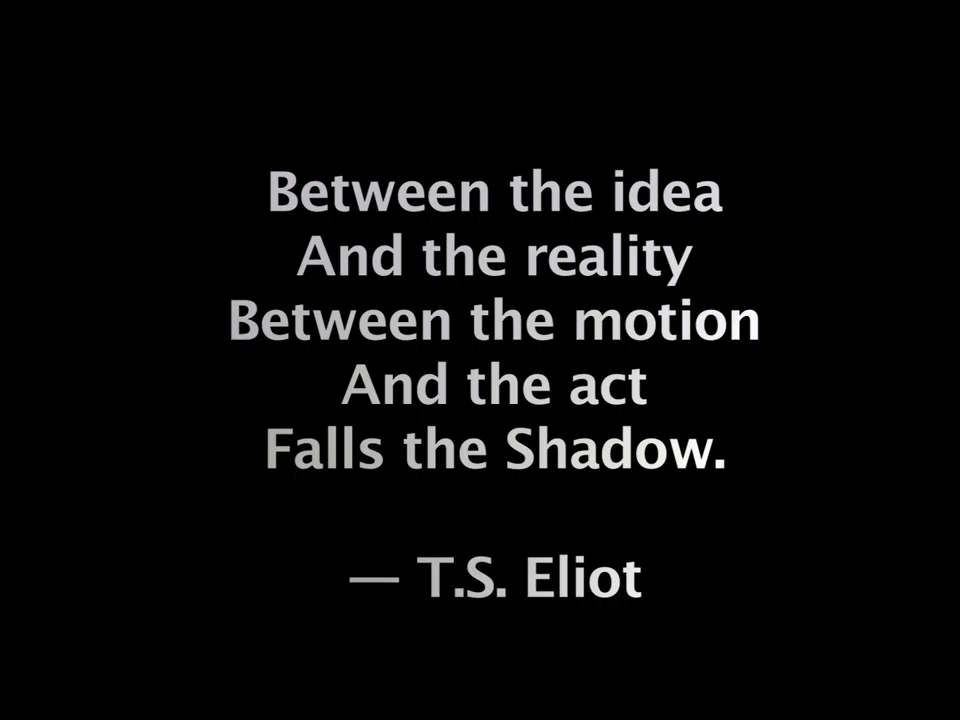 Between the idea
And the reality
Between the motion
And the act
Falls the Shadow.
— T.S. Eliot